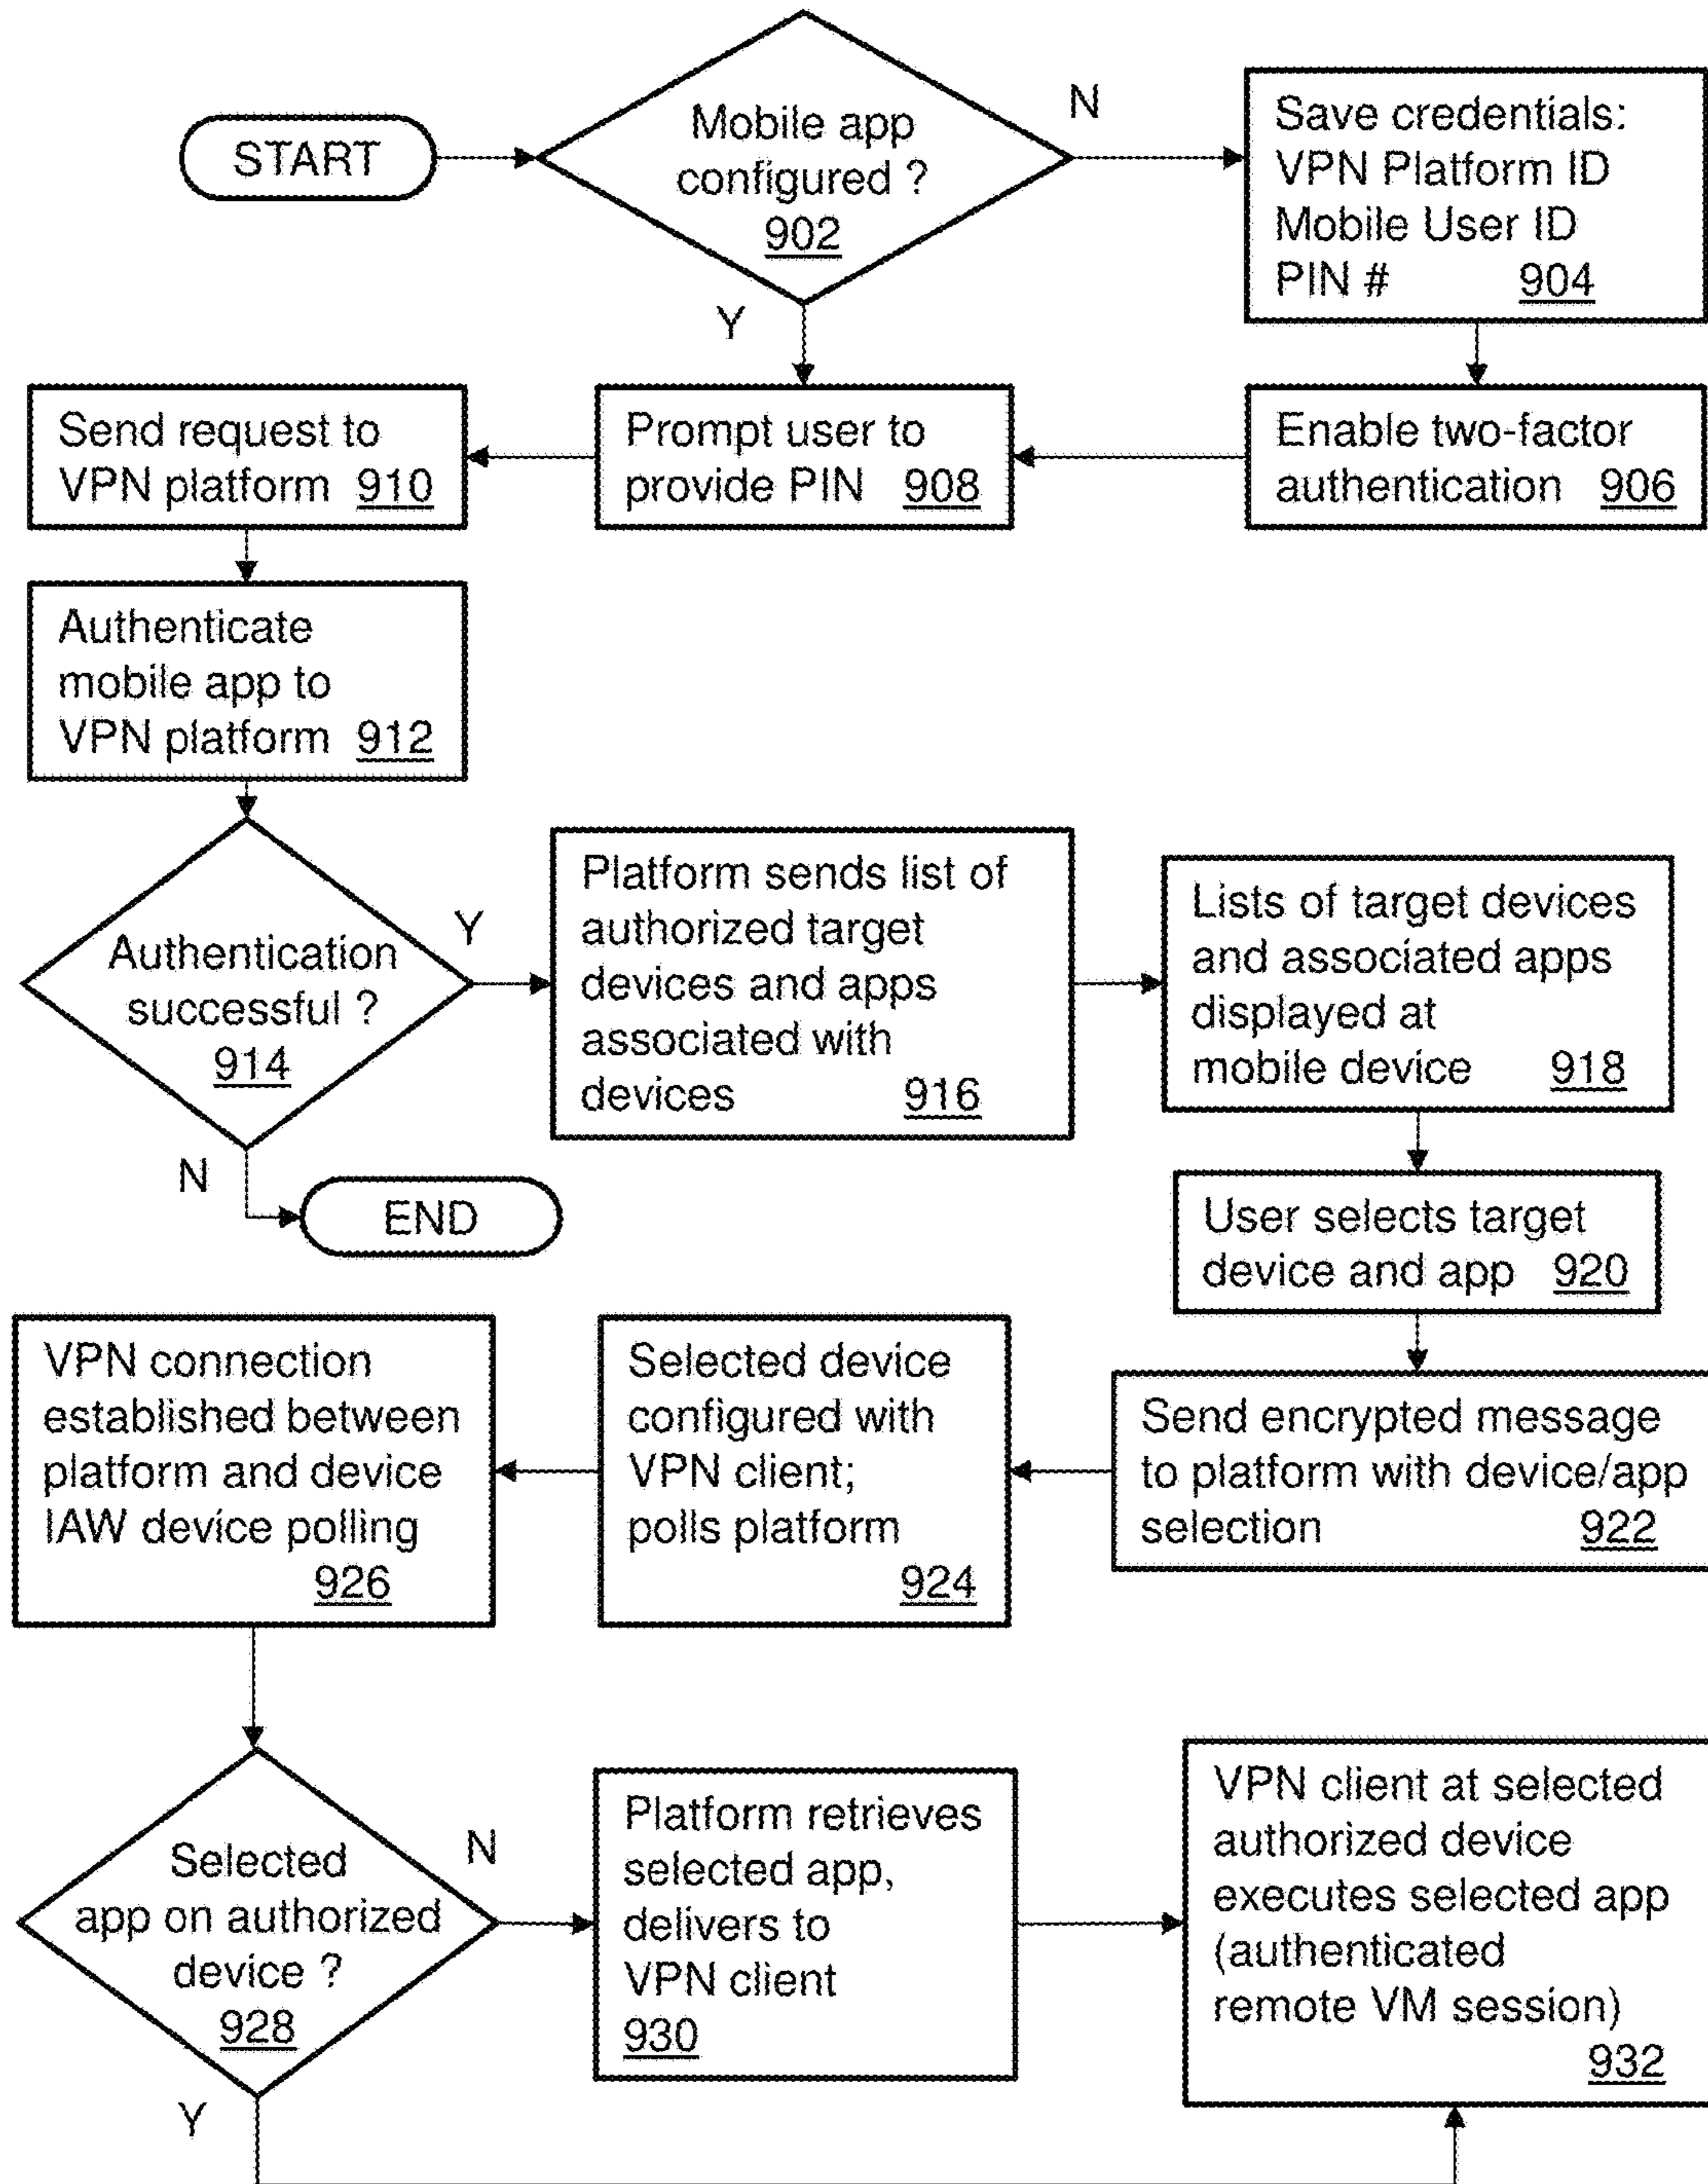 START
Mobile app
configured ?
902
N
Y
Save credentials:
VPN Platform ID
Mobile User ID
PIN # 904
Send request to
VPN platform 910
Prompt user to
provide PIN 908
Enable two-factor
authentication 906
Authenticate
mobile app to
VPN platform 912
Authentication
successful ?
914
Y
N
END
Platform sends list of
authorized target
devices and apps
associated with
devices 916
Lists of target devices
and associated apps
displayed at
mobile device 918
User selects target
device and app 920
VPN connection
established between
platform and device
IAW device polling
926
Selected device
configured with
VPN client;
polls platform
924
Send encrypted message
to platform with device/app
selection 922
Selected
app on authorized
device ?
928
N
Y
Platform retrieves
selected app,
delivers to
VPN client
930
VPN client at selected
authorized device
executes selected app
(authenticated
remote VM session)
932